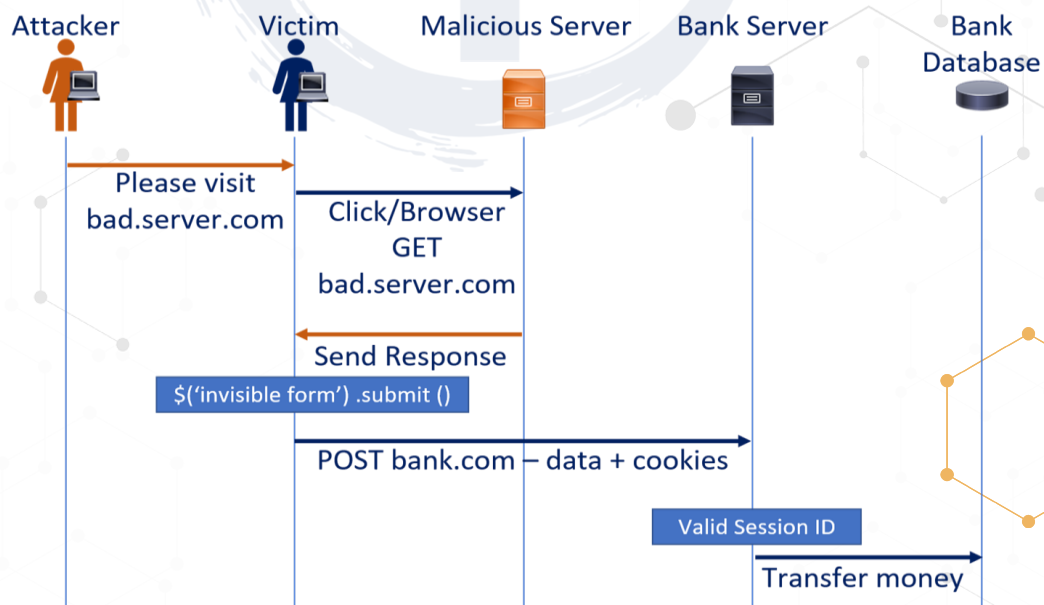 Attacker
Victim
Malicious Server
Bank Server
Bank
Database
Please visit
bad.server.com
Click/Browser
GET
bad.server.com
Send Response
$(‘invisible form’) .submit ()
POST bank.com – data + cookies
Valid Session ID
Transfer money